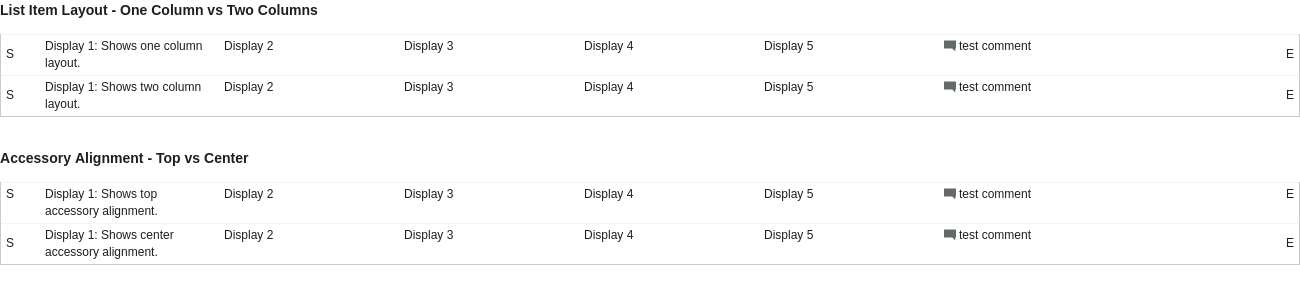 List Item Layout - One Column vs Two Columns
S Display 1: Shows one column layout. Display 2 Display 3 Display 4 Display 5 test comment E
S Display 1: Shows two column layout. Display 2 Display 3 Display 4 Display 5 test comment E
Accessory Alignment - Top vs Center
S Display 1: Shows top accessory alignment. Display 2 Display 3 Display 4 Display 5 test comment E
S Display 1: Shows center accessory alignment. Display 2 Display 3 Display 4 Display 5 test comment E